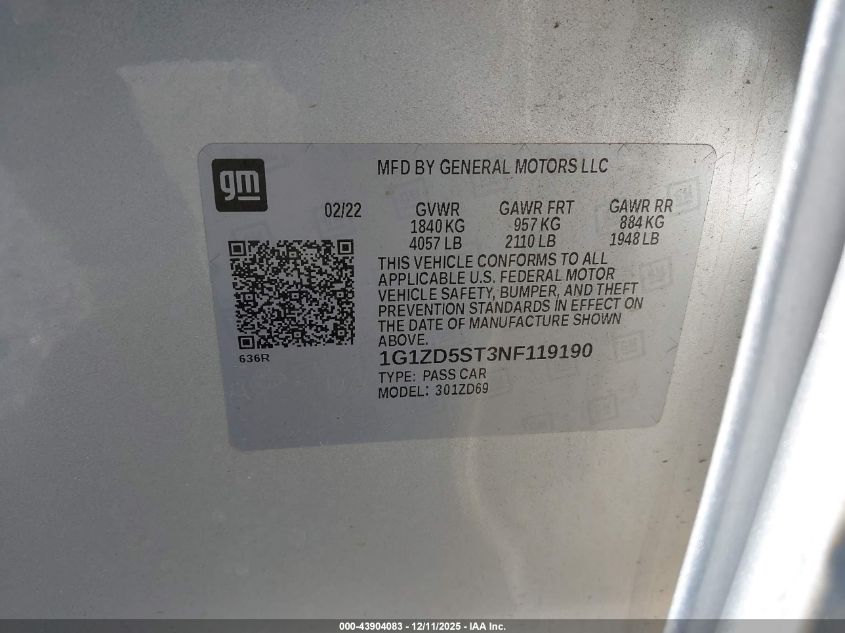 gm
MFD BY GENERAL MOTORS LLC
02/22
GVWR GAWR FRT GAWR RR
1840 KG 957 KG 884 KG
4057 LB 2110 LB 1948 LB
THIS VEHICLE CONFORMS TO ALL
APPLICABLE U.S. FEDERAL MOTOR
VEHICLE SAFETY, BUMPER, AND THEFT
PREVENTION STANDARDS IN EFFECT ON
THE DATE OF MANUFACTURE SHOWN
ABOVE.
636R
1G1ZD5ST3NF119190
TYPE: PASS CAR
MODEL: 301ZD69
000-43904083 - 12/11/2025 - IAA Inc.